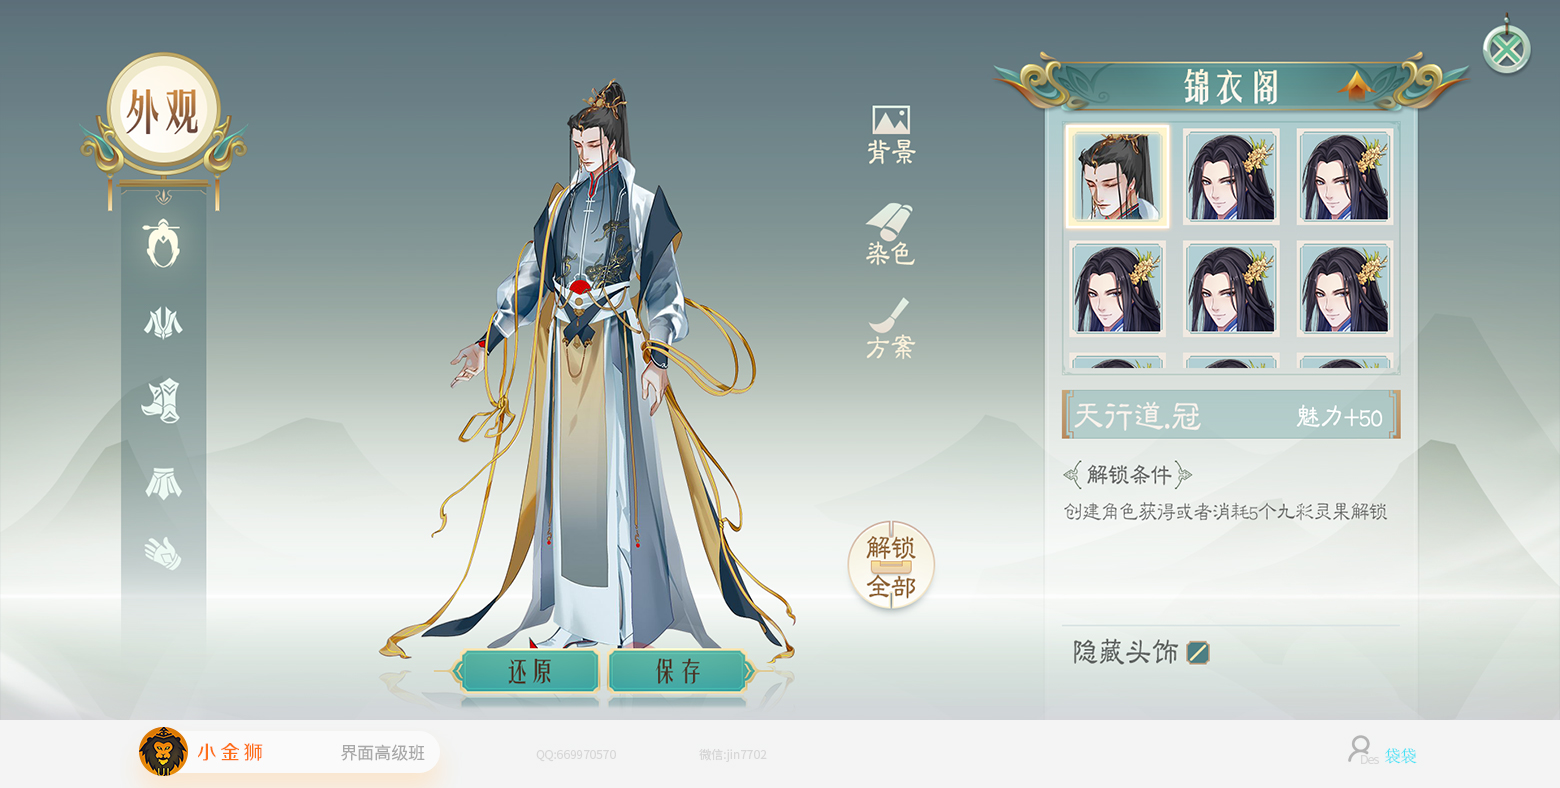 外观
背景
染色
方案
解锁
全部
还原
保存
锦衣阁
天行道.冠
魅力+50
解锁条件
创建角色获得或者消耗5个九彩灵果解锁
隐藏头饰
UI
小金狮
界面高级班
QQ:669970570
微信:jin7702
Des
袋袋